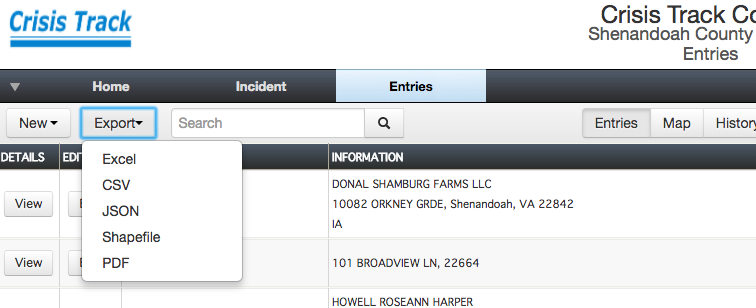 Crisis Track
Crisis Track Co
Shenandoah County
Entries
Home Incident Entries
New Export Search Entries Map History
DETAILS EDIT INFORMATION
Excel
CSV
JSON
Shapefile
PDF
View
DONAL SHAMBURG FARMS LLC
10082 ORKNEY GRDE, Shenandoah, VA 22842
IA
View
101 BROADVIEW LN, 22664
HOWELL ROSEANN HARPER